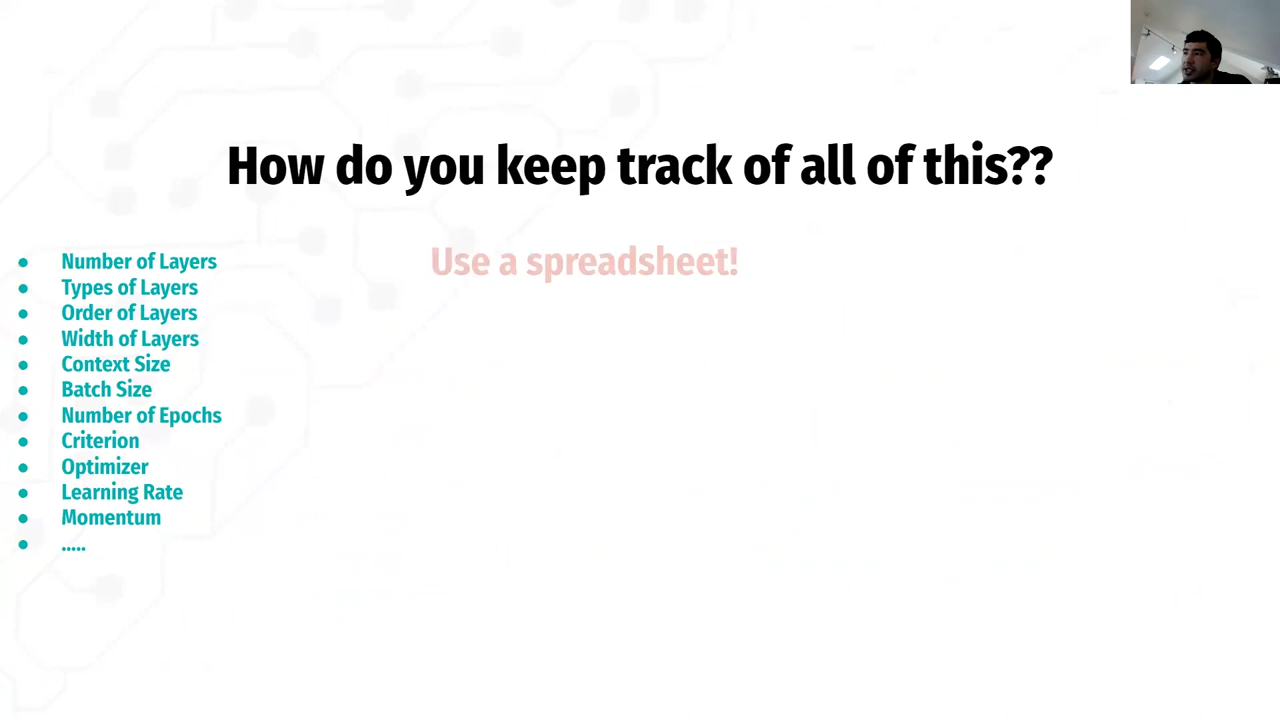 How do you keep track of all of this??
Use a spreadsheet!
● Number of Layers
● Types of Layers
● Order of Layers
● Width of Layers
● Context Size
● Batch Size
● Number of Epochs
● Criterion
● Optimizer
● Learning Rate
● Momentum
● .....